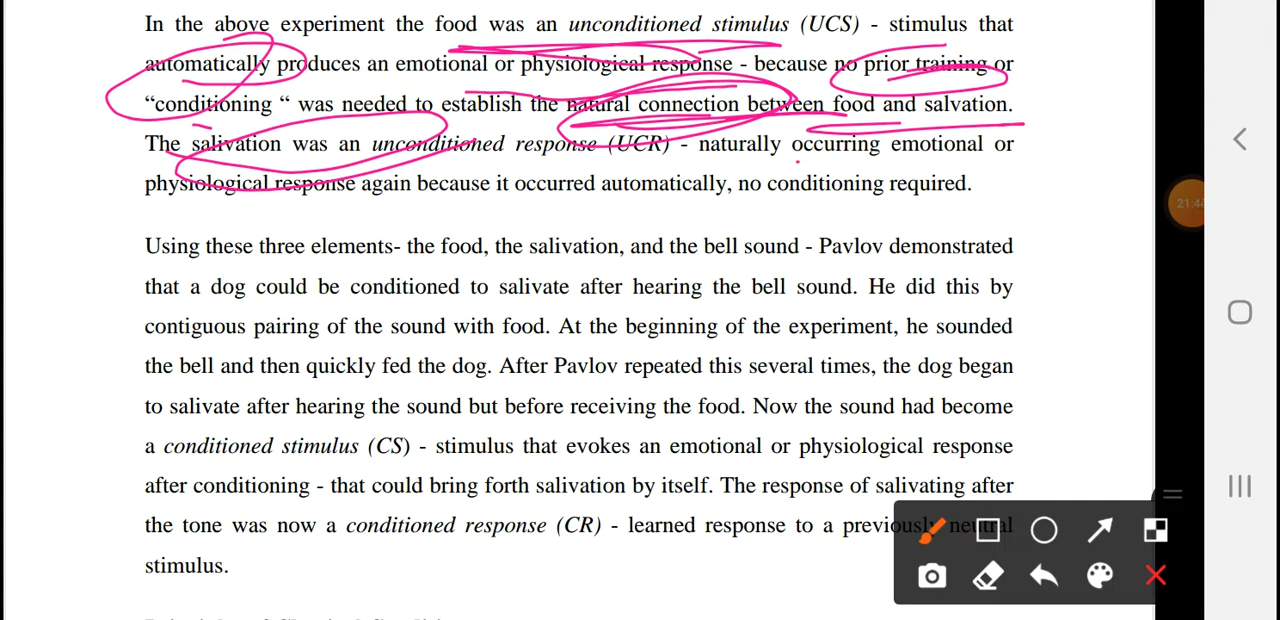 In the above experiment the food was an unconditioned stimulus (UCS) - stimulus that
automatically produces an emotional or physiological response - because no prior training or
“conditioning “ was needed to establish the natural connection between food and salvation.
The salivation was an unconditioned response (UCR) - naturally occurring emotional or
physiological response again because it occurred automatically, no conditioning required.
Using these three elements- the food, the salivation, and the bell sound - Pavlov demonstrated
that a dog could be conditioned to salivate after hearing the bell sound. He did this by
contiguous pairing of the sound with food. At the beginning of the experiment, he sounded
the bell and then quickly fed the dog. After Pavlov repeated this several times, the dog began
to salivate after hearing the sound but before receiving the food. Now the sound had become
a conditioned stimulus (CS) - stimulus that evokes an emotional or physiological response
after conditioning - that could bring forth salivation by itself. The response of salivating after
the tone was now a conditioned response (CR) - learned response to a previously neutral
stimulus.